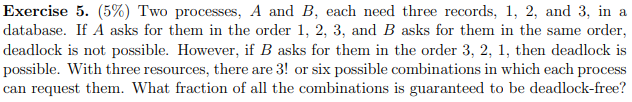 Exercise 5. (5%) Two processes, A and B, each need three records, 1, 2, and 3, in a
database. If A asks for them in the order 1, 2, 3, and B asks for them in the same order,
deadlock is not possible. However, if B asks for them in the order 3, 2, 1, then deadlock is
possible. With three resources, there are 3! or six possible combinations in which each process
can request them. What fraction of all the combinations is guaranteed to be deadlock-free?